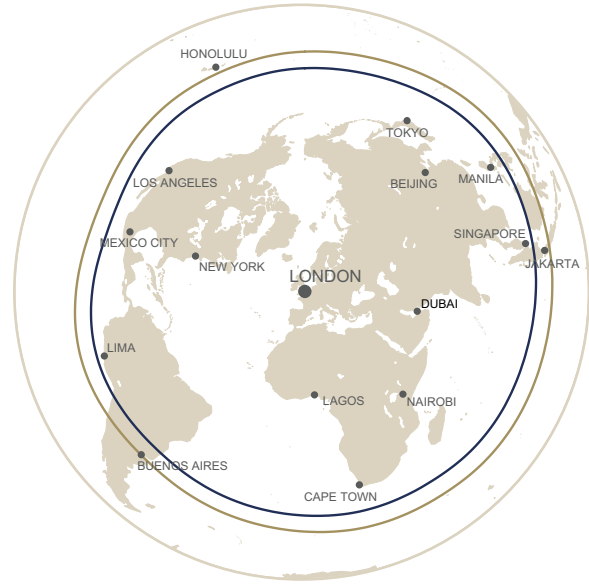 HONOLULU
TOKYO
LOS ANGELES
BEIJING
MANILA
MEXICO CITY
SINGAPORE
NEW YORK
JAKARTA
LONDON
DUBAI
LIMA
LAGOS
NAIROBI
BUENOS AIRES
CAPE TOWN